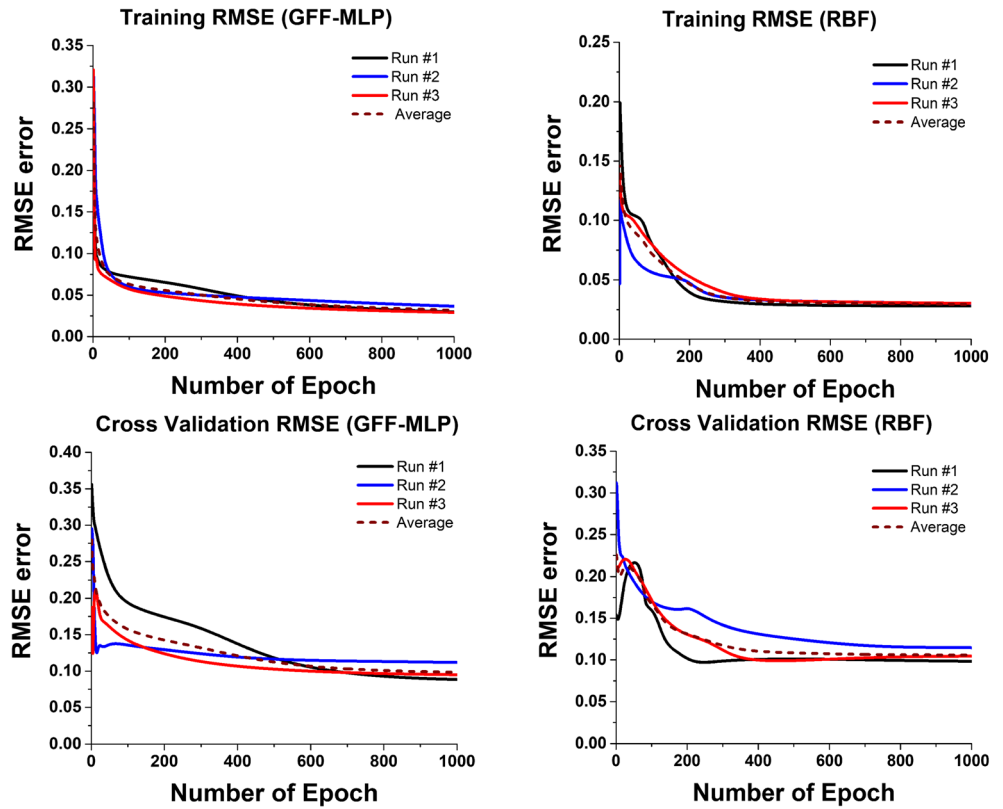 Training RMSE (GFF-MLP)
RMSE error
0.35
0.30
0.25
0.20
0.15
0.10
0.05
0.00
Run #1
Run #2
Run #3
Average
0
200
400
600
800
1000
Number of Epoch
Training RMSE (RBF)
RMSE error
0.25
0.20
0.15
0.10
0.05
0.00
Run #1
Run #2
Run #3
Average
0
200
400
600
800
1000
Number of Epoch
Cross Validation RMSE (GFF-MLP)
RMSE error
0.40
0.35
0.30
0.25
0.20
0.15
0.10
0.05
0.00
Run #1
Run #2
Run #3
Average
0
200
400
600
800
1000
Number of Epoch
Cross Validation RMSE (RBF)
RMSE error
0.35
0.30
0.25
0.20
0.15
0.10
0.05
0.00
Run #1
Run #2
Run #3
Average
0
200
400
600
800
1000
Number of Epoch